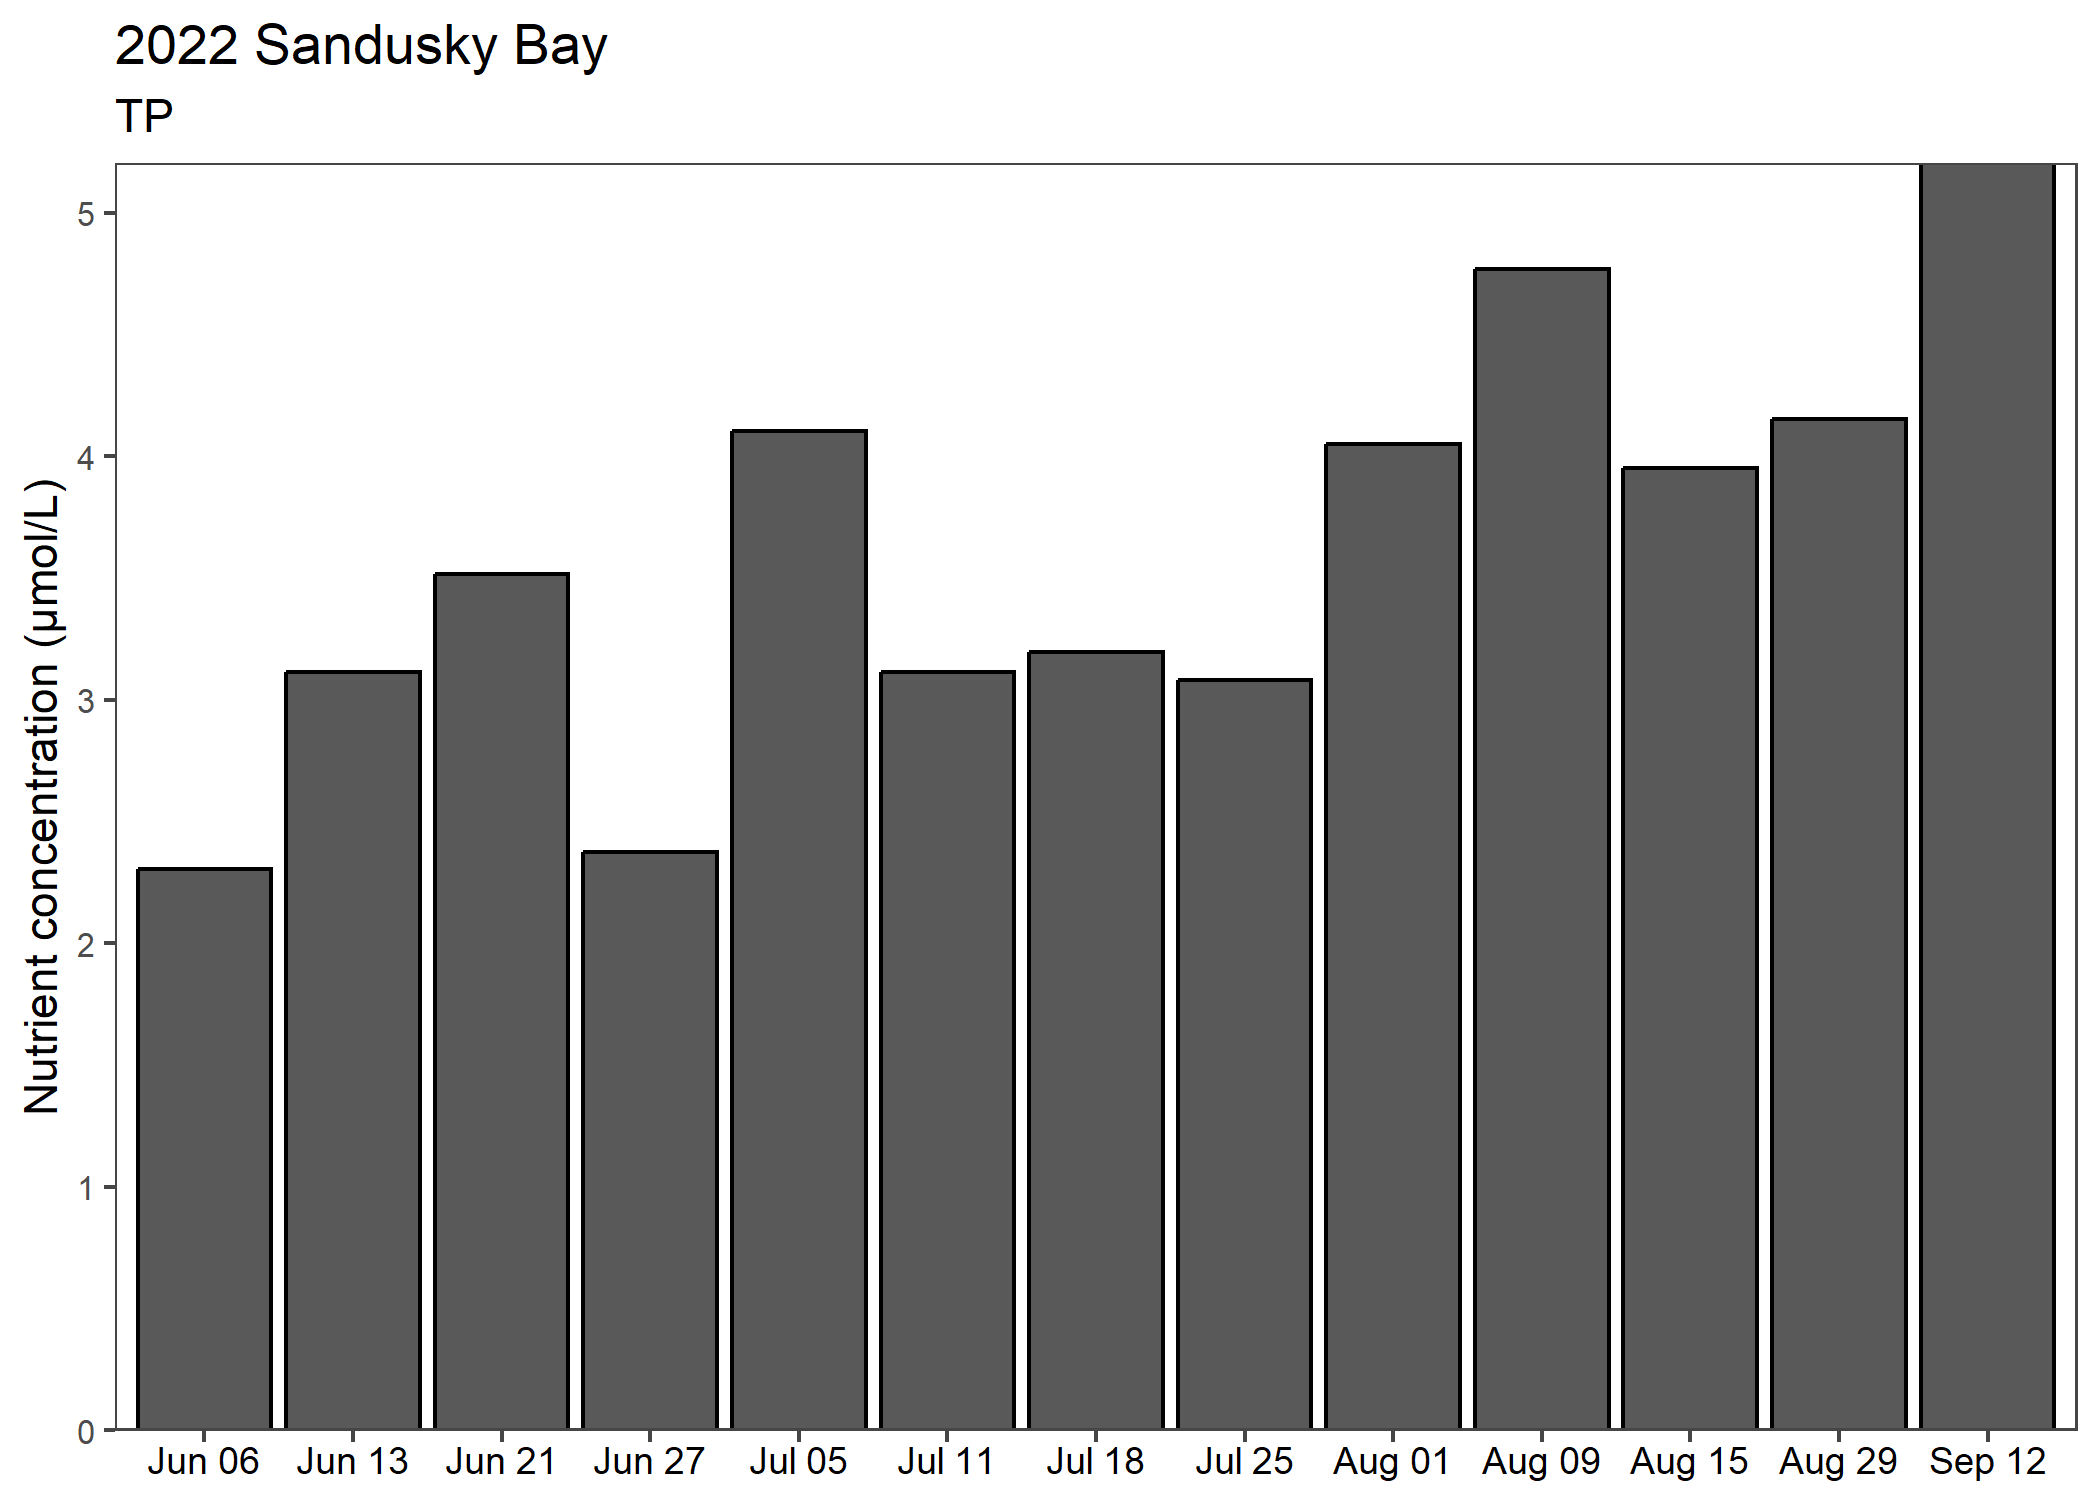 2022 Sandusky Bay
TP
Nutrient concentration (µmol/L)
5
4
3
2
1
0
Jun 06 Jun 13 Jun 21 Jun 27 Jul 05 Jul 11 Jul 18 Jul 25 Aug 01 Aug 09 Aug 15 Aug 29 Sep 12